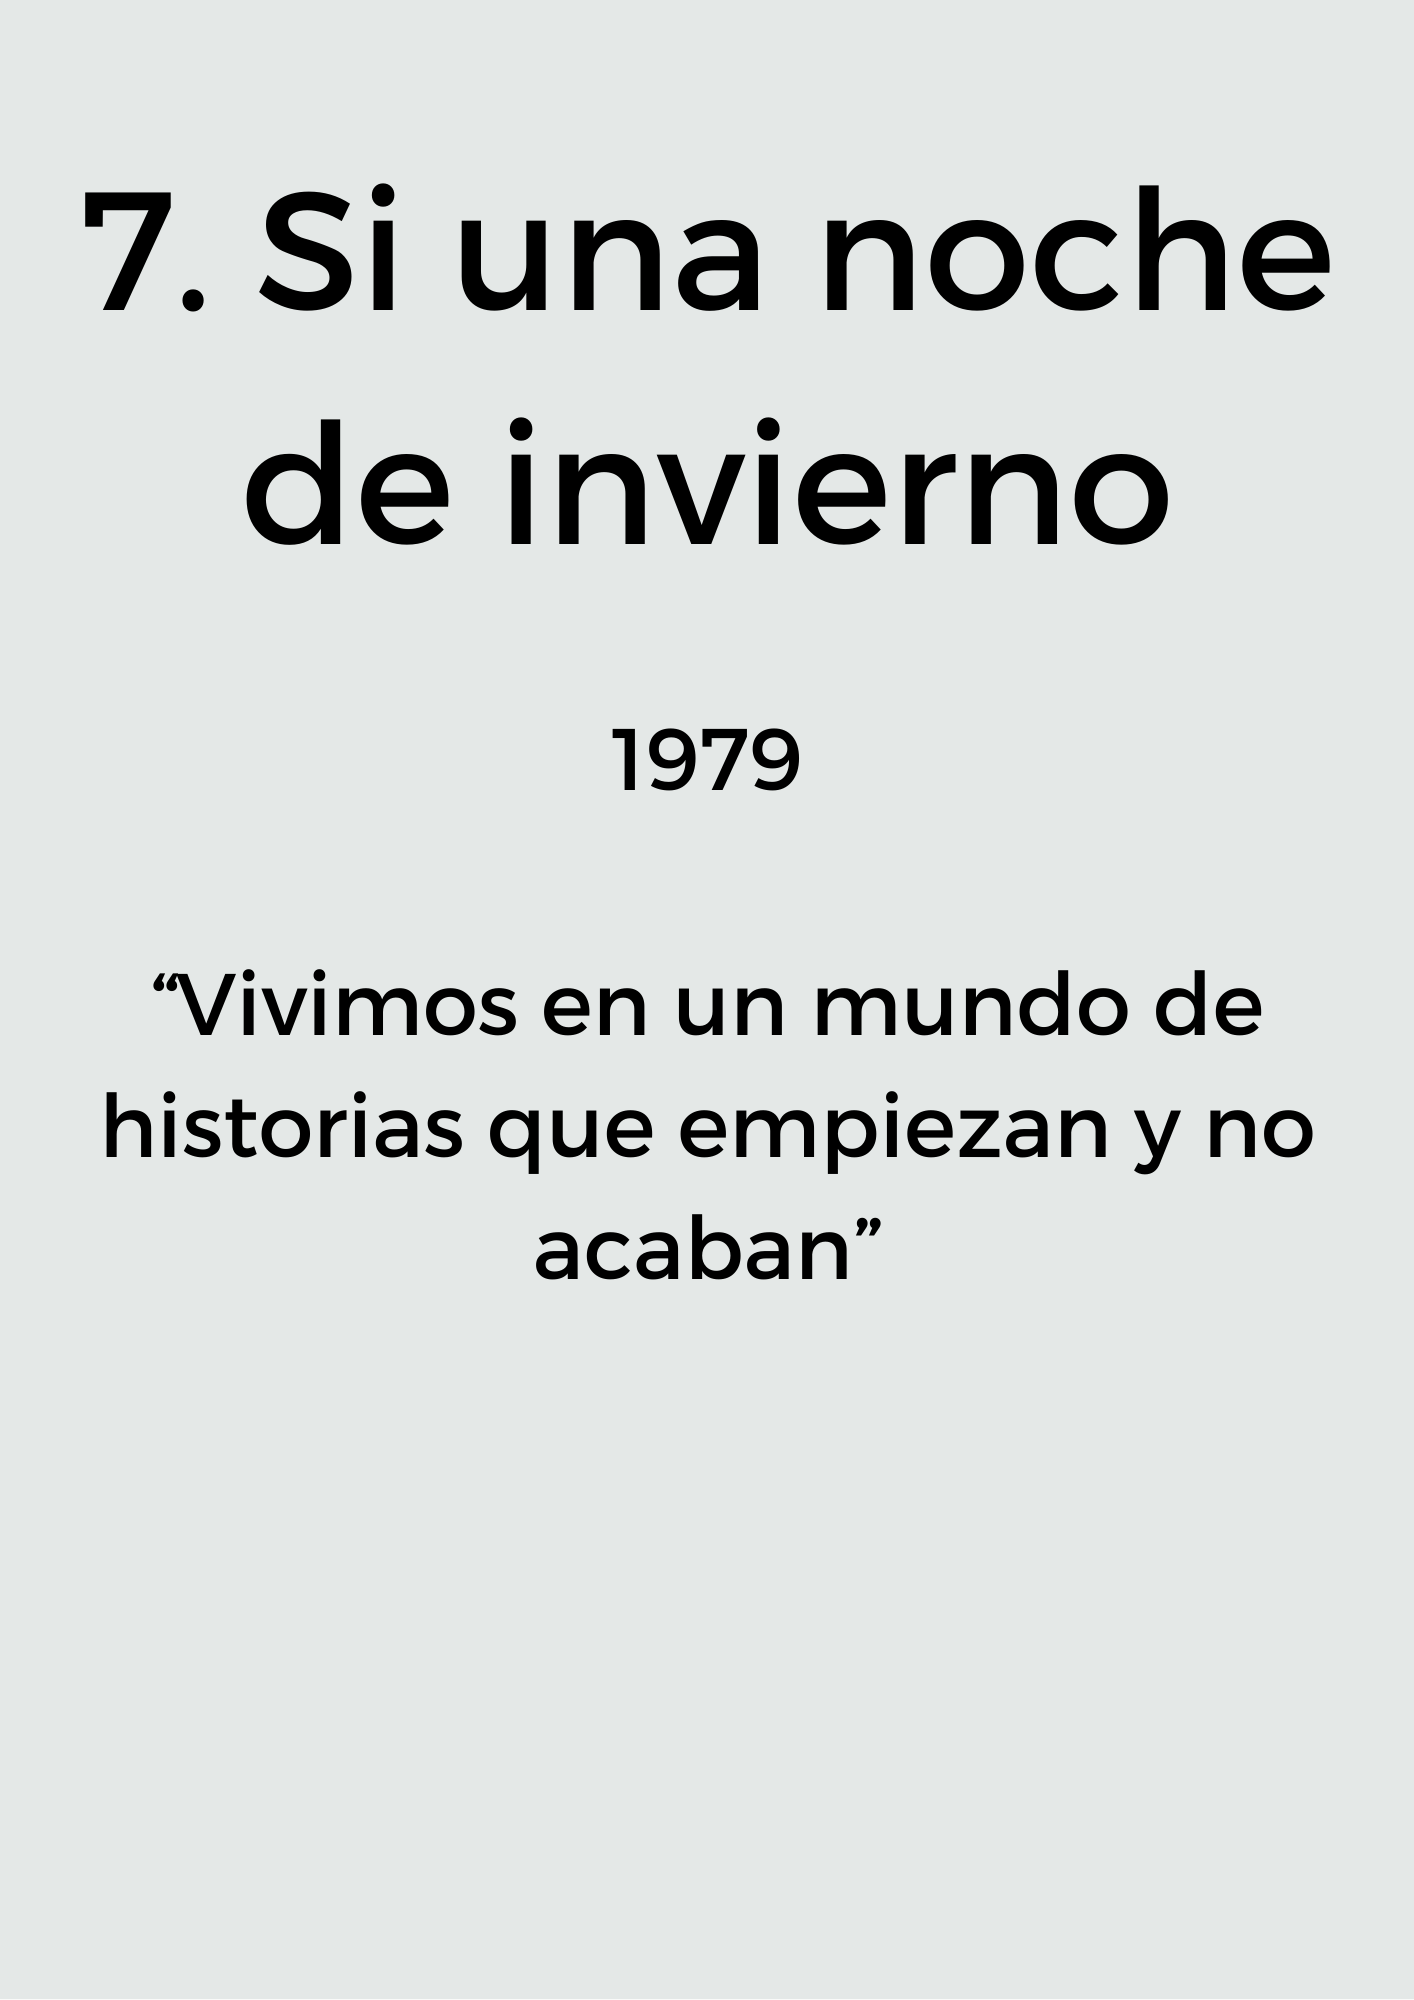 7. Si una noche
de invierno
1979
“Vivimos en un mundo de
historias que empiezan y no
acaban”